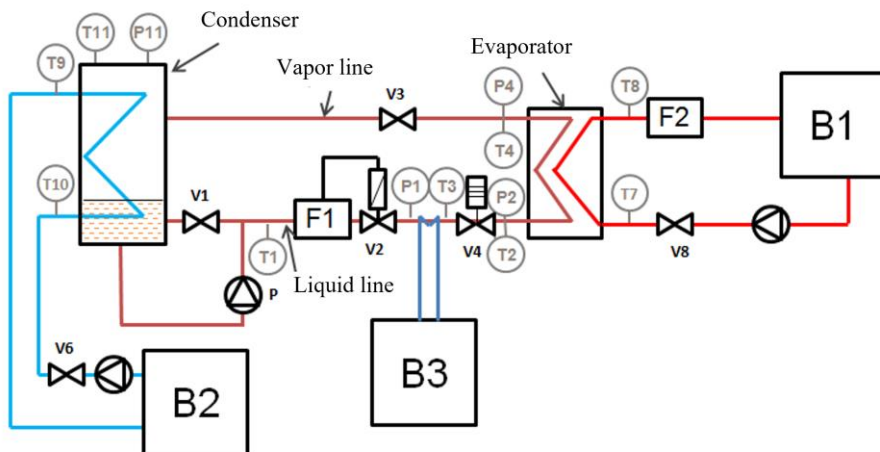 Condenser
T11
P11
T9
Evaporator
Vapor line
V3
P4
T8
F2
B1
T4
T10
V1
P1
T3
P2
T7
F1
V2
V4
V8
T1
T2
Liquid line
P
V6
B2
B3